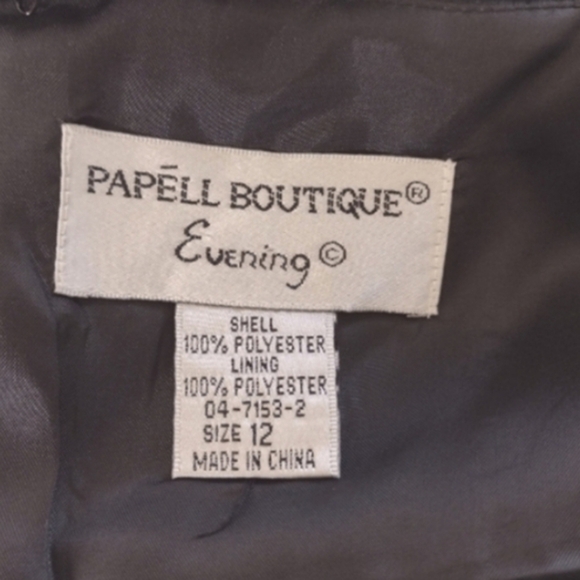 PAPĒLL BOUTIQUE®
Evening©
SHELL
100% POLYESTER
LINING
100% POLYESTER
04-7153-2
SIZE 12
MADE IN CHINA